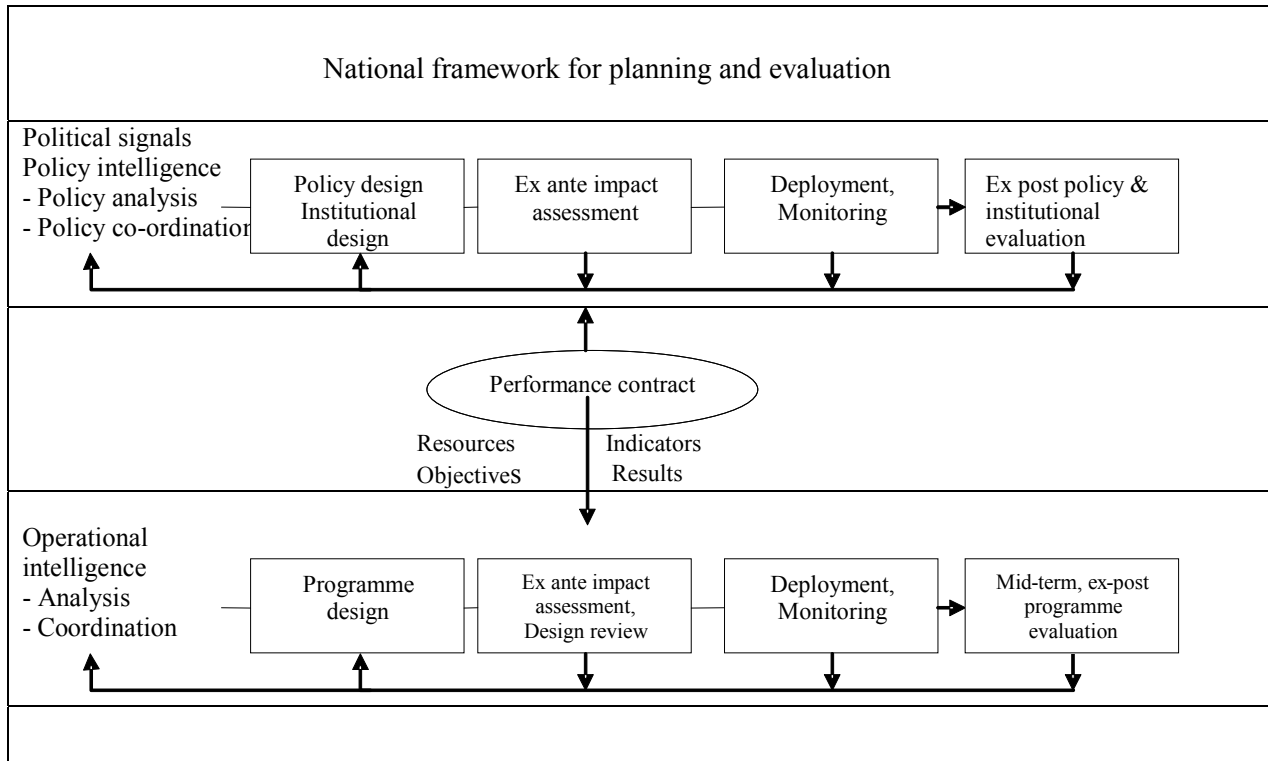 National framework for planning and evaluation
Political signals
Policy intelligence
- Policy analysis
- Policy co-ordination
Policy design
Institutional
design
Ex ante impact
assessment
Deployment,
Monitoring
Ex post policy &
institutional
evaluation
Performance contract
Resources
Objectives
Indicators
Results
Operational
intelligence
- Analysis
- Coordination
Programme
design
Ex ante impact
assessment,
Design review
Deployment,
Monitoring
Mid-term, ex-post
programme
evaluation